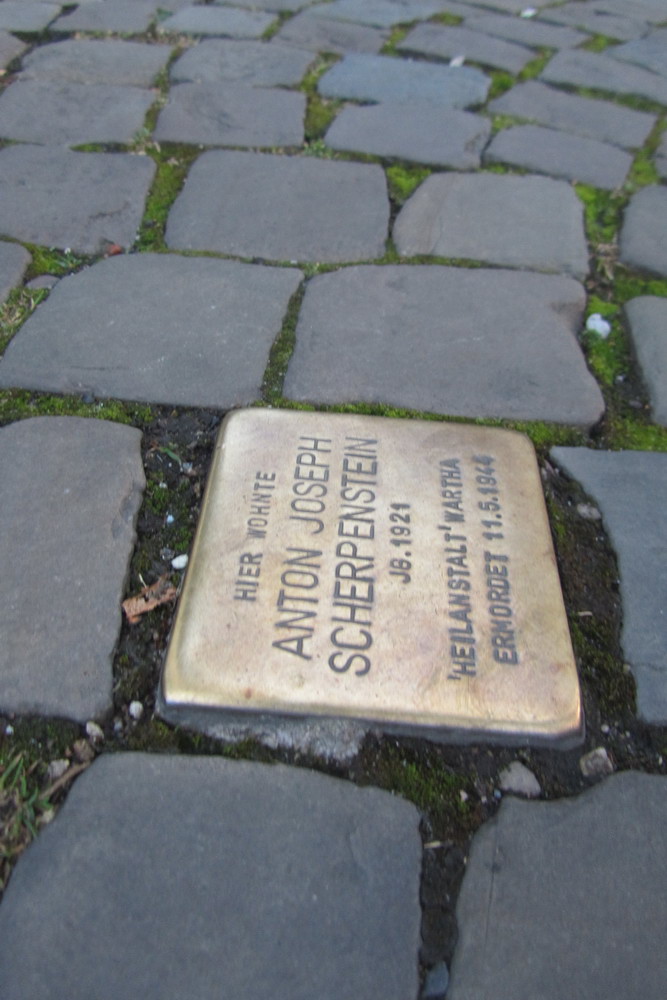 HIER WOHNTE
ANTON JOSEPH
SCHERPENSTEIN
JG. 1921
'HEILANSTALT' WARTHA
ERMORDET 11.5.1944